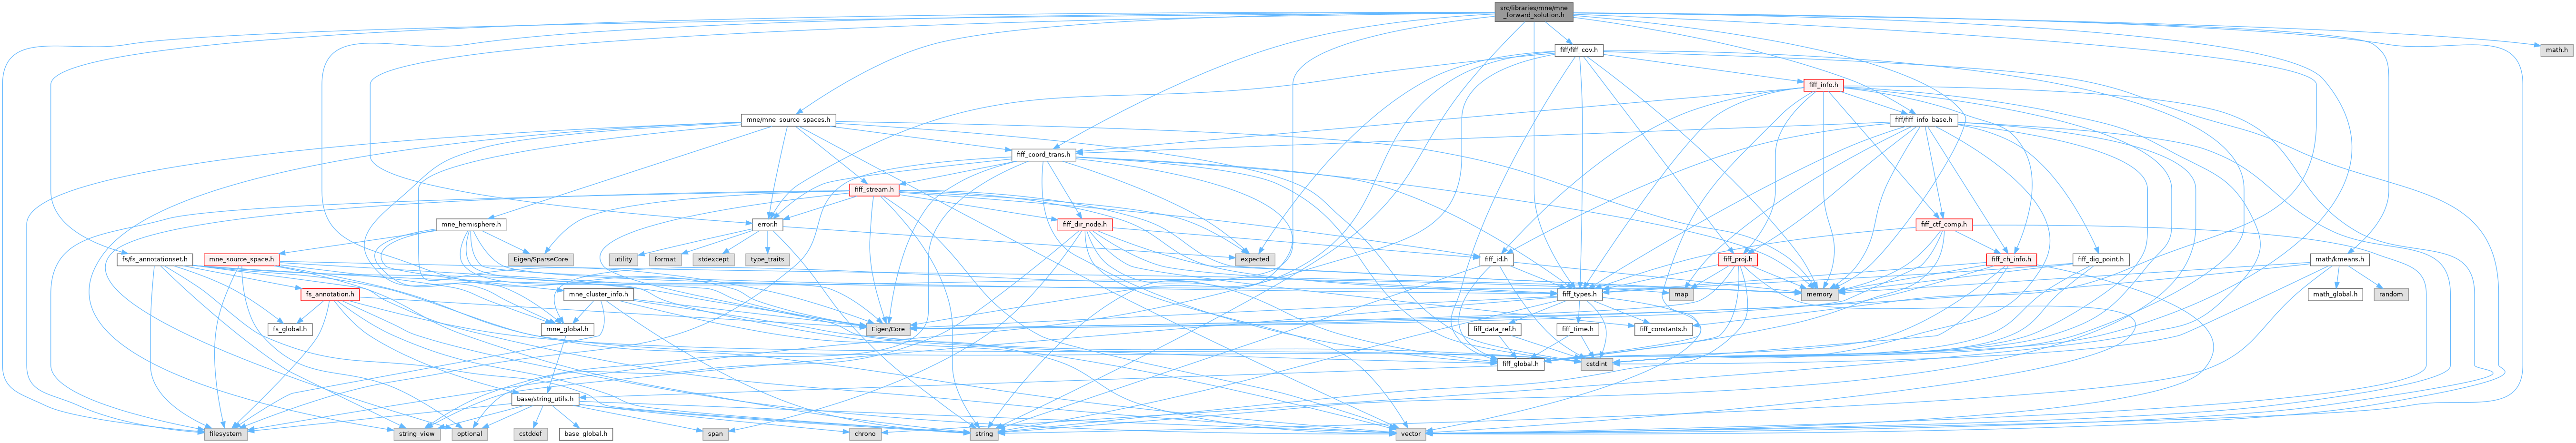 src/libraries/mne/mne
_forward_solution.h
fiff/fiff_cov.h
math.h
fiff_info.h
mne/mne_source_spaces.h
fiff/fiff_info_base.h
fiff_coord_trans.h
fiff_stream.h
mne_hemisphere.h
error.h
fiff_dir_node.h
fiff_ctf_comp.h
fs/fs_annotationset.h
mne_source_space.h
Eigen/SparseCore
utility
format
stdexcept
type_traits
expected
fiff_id.h
fiff_proj.h
fiff_ch_info.h
fiff_dig_point.h
math/kmeans.h
fs_annotation.h
mne_cluster_info.h
fiff_types.h
map
memory
math_global.h
random
fs_global.h
mne_global.h
Eigen/Core
fiff_data_ref.h
fiff_time.h
fiff_constants.h
fiff_global.h
cstdint
base/string_utils.h
filesystem
string_view
optional
cstddef
base_global.h
span
chrono
string
vector